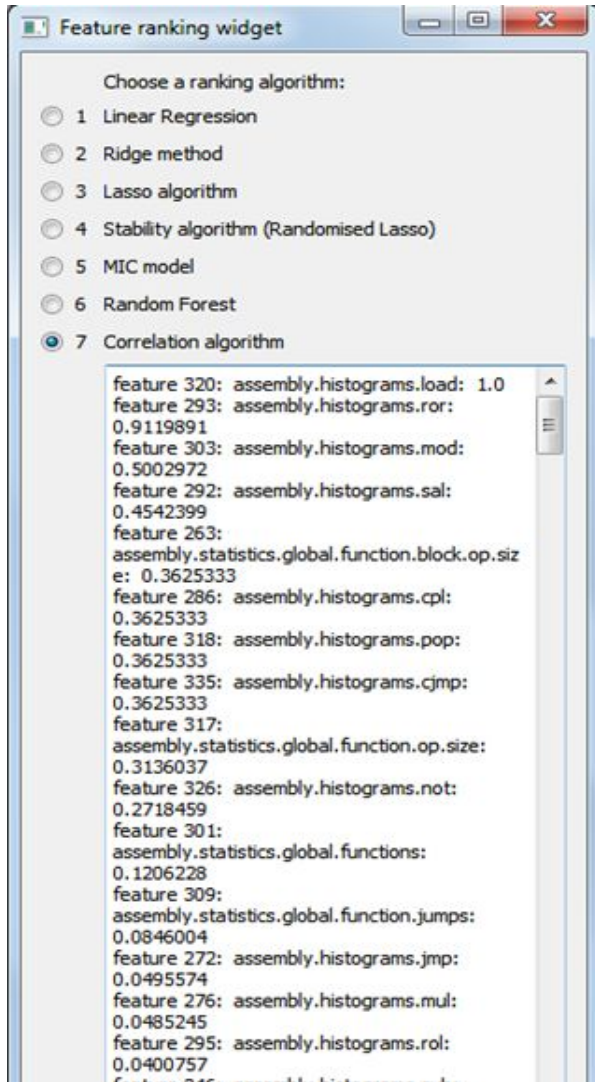 Feature ranking widget
Choose a ranking algorithm:
1 Linear Regression
2 Ridge method
3 Lasso algorithm
4 Stability algorithm (Randomised Lasso)
5 MIC model
6 Random Forest
7 Correlation algorithm
feature 320: assembly.histograms.load: 1.0
feature 293: assembly.histograms.ror:
0.9119891
feature 303: assembly.histograms.mod:
0.5002972
feature 292: assembly.histograms.sal:
0.4542399
feature 263:
assembly.statistics.global.function.block.op.siz
e: 0.3625333
feature 286: assembly.histograms.cpl:
0.3625333
feature 318: assembly.histograms.pop:
0.3625333
feature 335: assembly.histograms.cjmp:
0.3625333
feature 317:
assembly.statistics.global.function.op.size:
0.3136037
feature 326: assembly.histograms.not:
0.2718459
feature 301:
assembly.statistics.global.functions:
0.1206228
feature 309:
assembly.statistics.global.function.jumps:
0.0846004
feature 272: assembly.histograms.jmp:
0.0495574
feature 276: assembly.histograms.mul:
0.0485245
feature 295: assembly.histograms.rol:
0.0400757